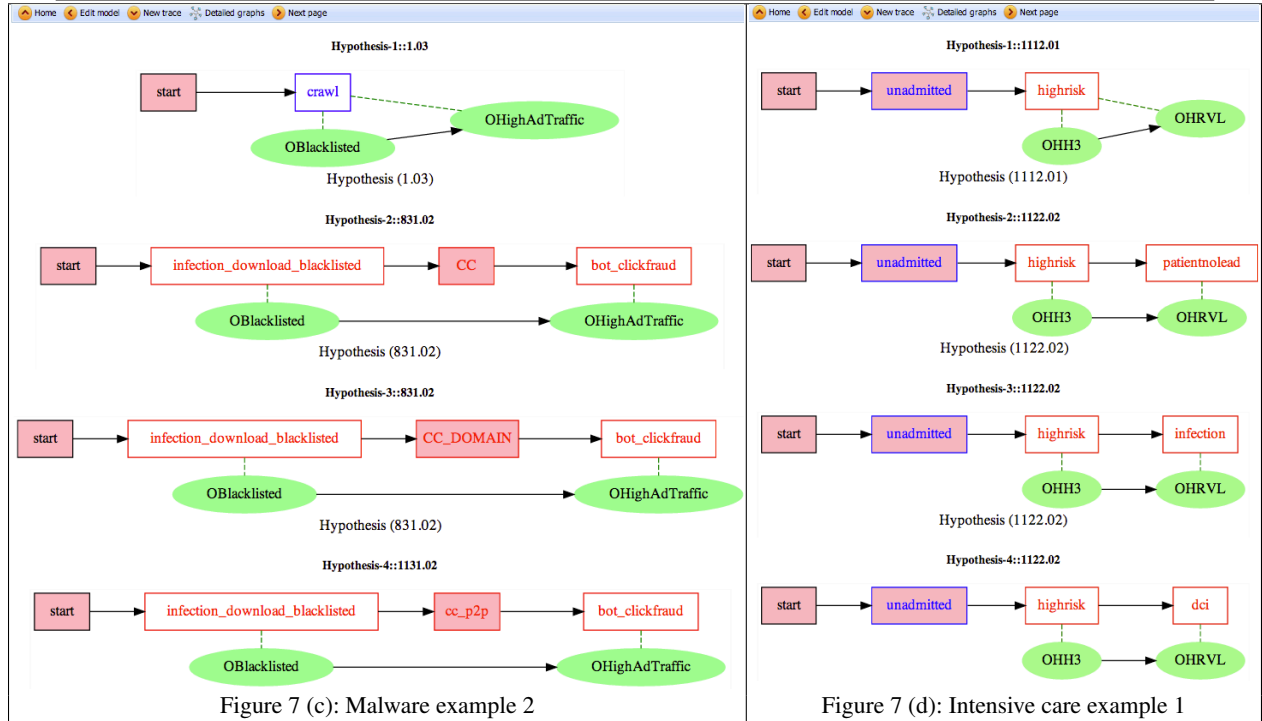 Home Edit model New trace Detailed graphs Next page
Hypothesis-1::1.03
start crawl
OHighAdTraffic
OBlacklisted
Hypothesis (1.03)
Hypothesis-2::831.02
start infection_download_blacklisted CC bot_clickfraud
OBlacklisted OHighAdTraffic
Hypothesis (831.02)
Hypothesis-3::831.02
start infection_download_blacklisted CC_DOMAIN bot_clickfraud
OBlacklisted OHighAdTraffic
Hypothesis (831.02)
Hypothesis-4::1131.02
start infection_download_blacklisted cc_p2p bot_clickfraud
OBlacklisted OHighAdTraffic
Figure 7 (c): Malware example 2
Home Edit model New trace Detailed graphs Next page
Hypothesis-1::1112.01
start unadmitted highrisk
OHRVL
OHH3
Hypothesis (1112.01)
Hypothesis-2::1122.02
start unadmitted highrisk patientnolead
OHH3 OHRVL
Hypothesis (1122.02)
Hypothesis-3::1122.02
start unadmitted highrisk infection
OHH3 OHRVL
Hypothesis (1122.02)
Hypothesis-4::1122.02
start unadmitted highrisk dci
OHH3 OHRVL
Figure 7 (d): Intensive care example 1